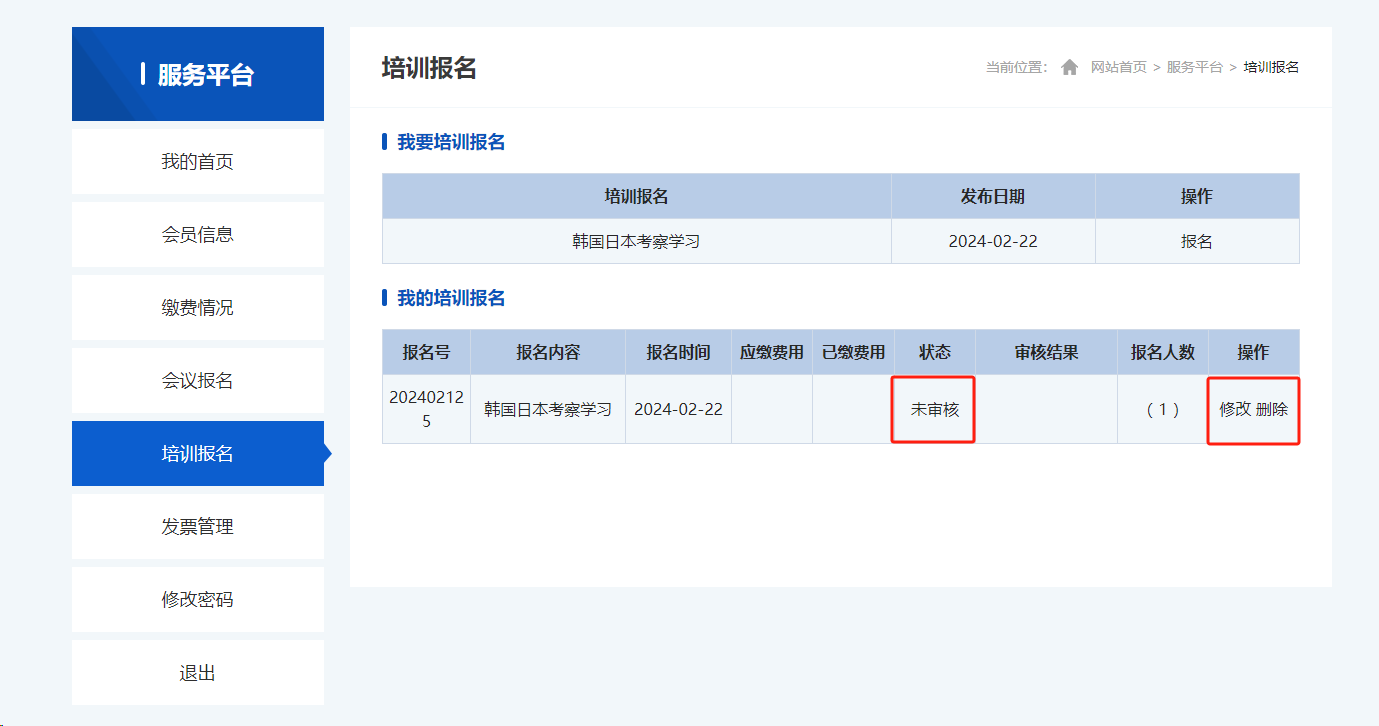 服务平台
我的首页
会员信息
缴费情况
会议报名
培训报名
发票管理
修改密码
退出
培训报名
当前位置： 网站首页 > 服务平台 > 培训报名
我要培训报名
培训报名 发布日期 操作
韩国日本考察学习 2024-02-22 报名
我的培训报名
报名号 报名内容 报名时间 应缴费用 已缴费用 状态 审核结果 报名人数 操作
20240212
5 韩国日本考察学习 2024-02-22 未审核 （1） 修改 删除